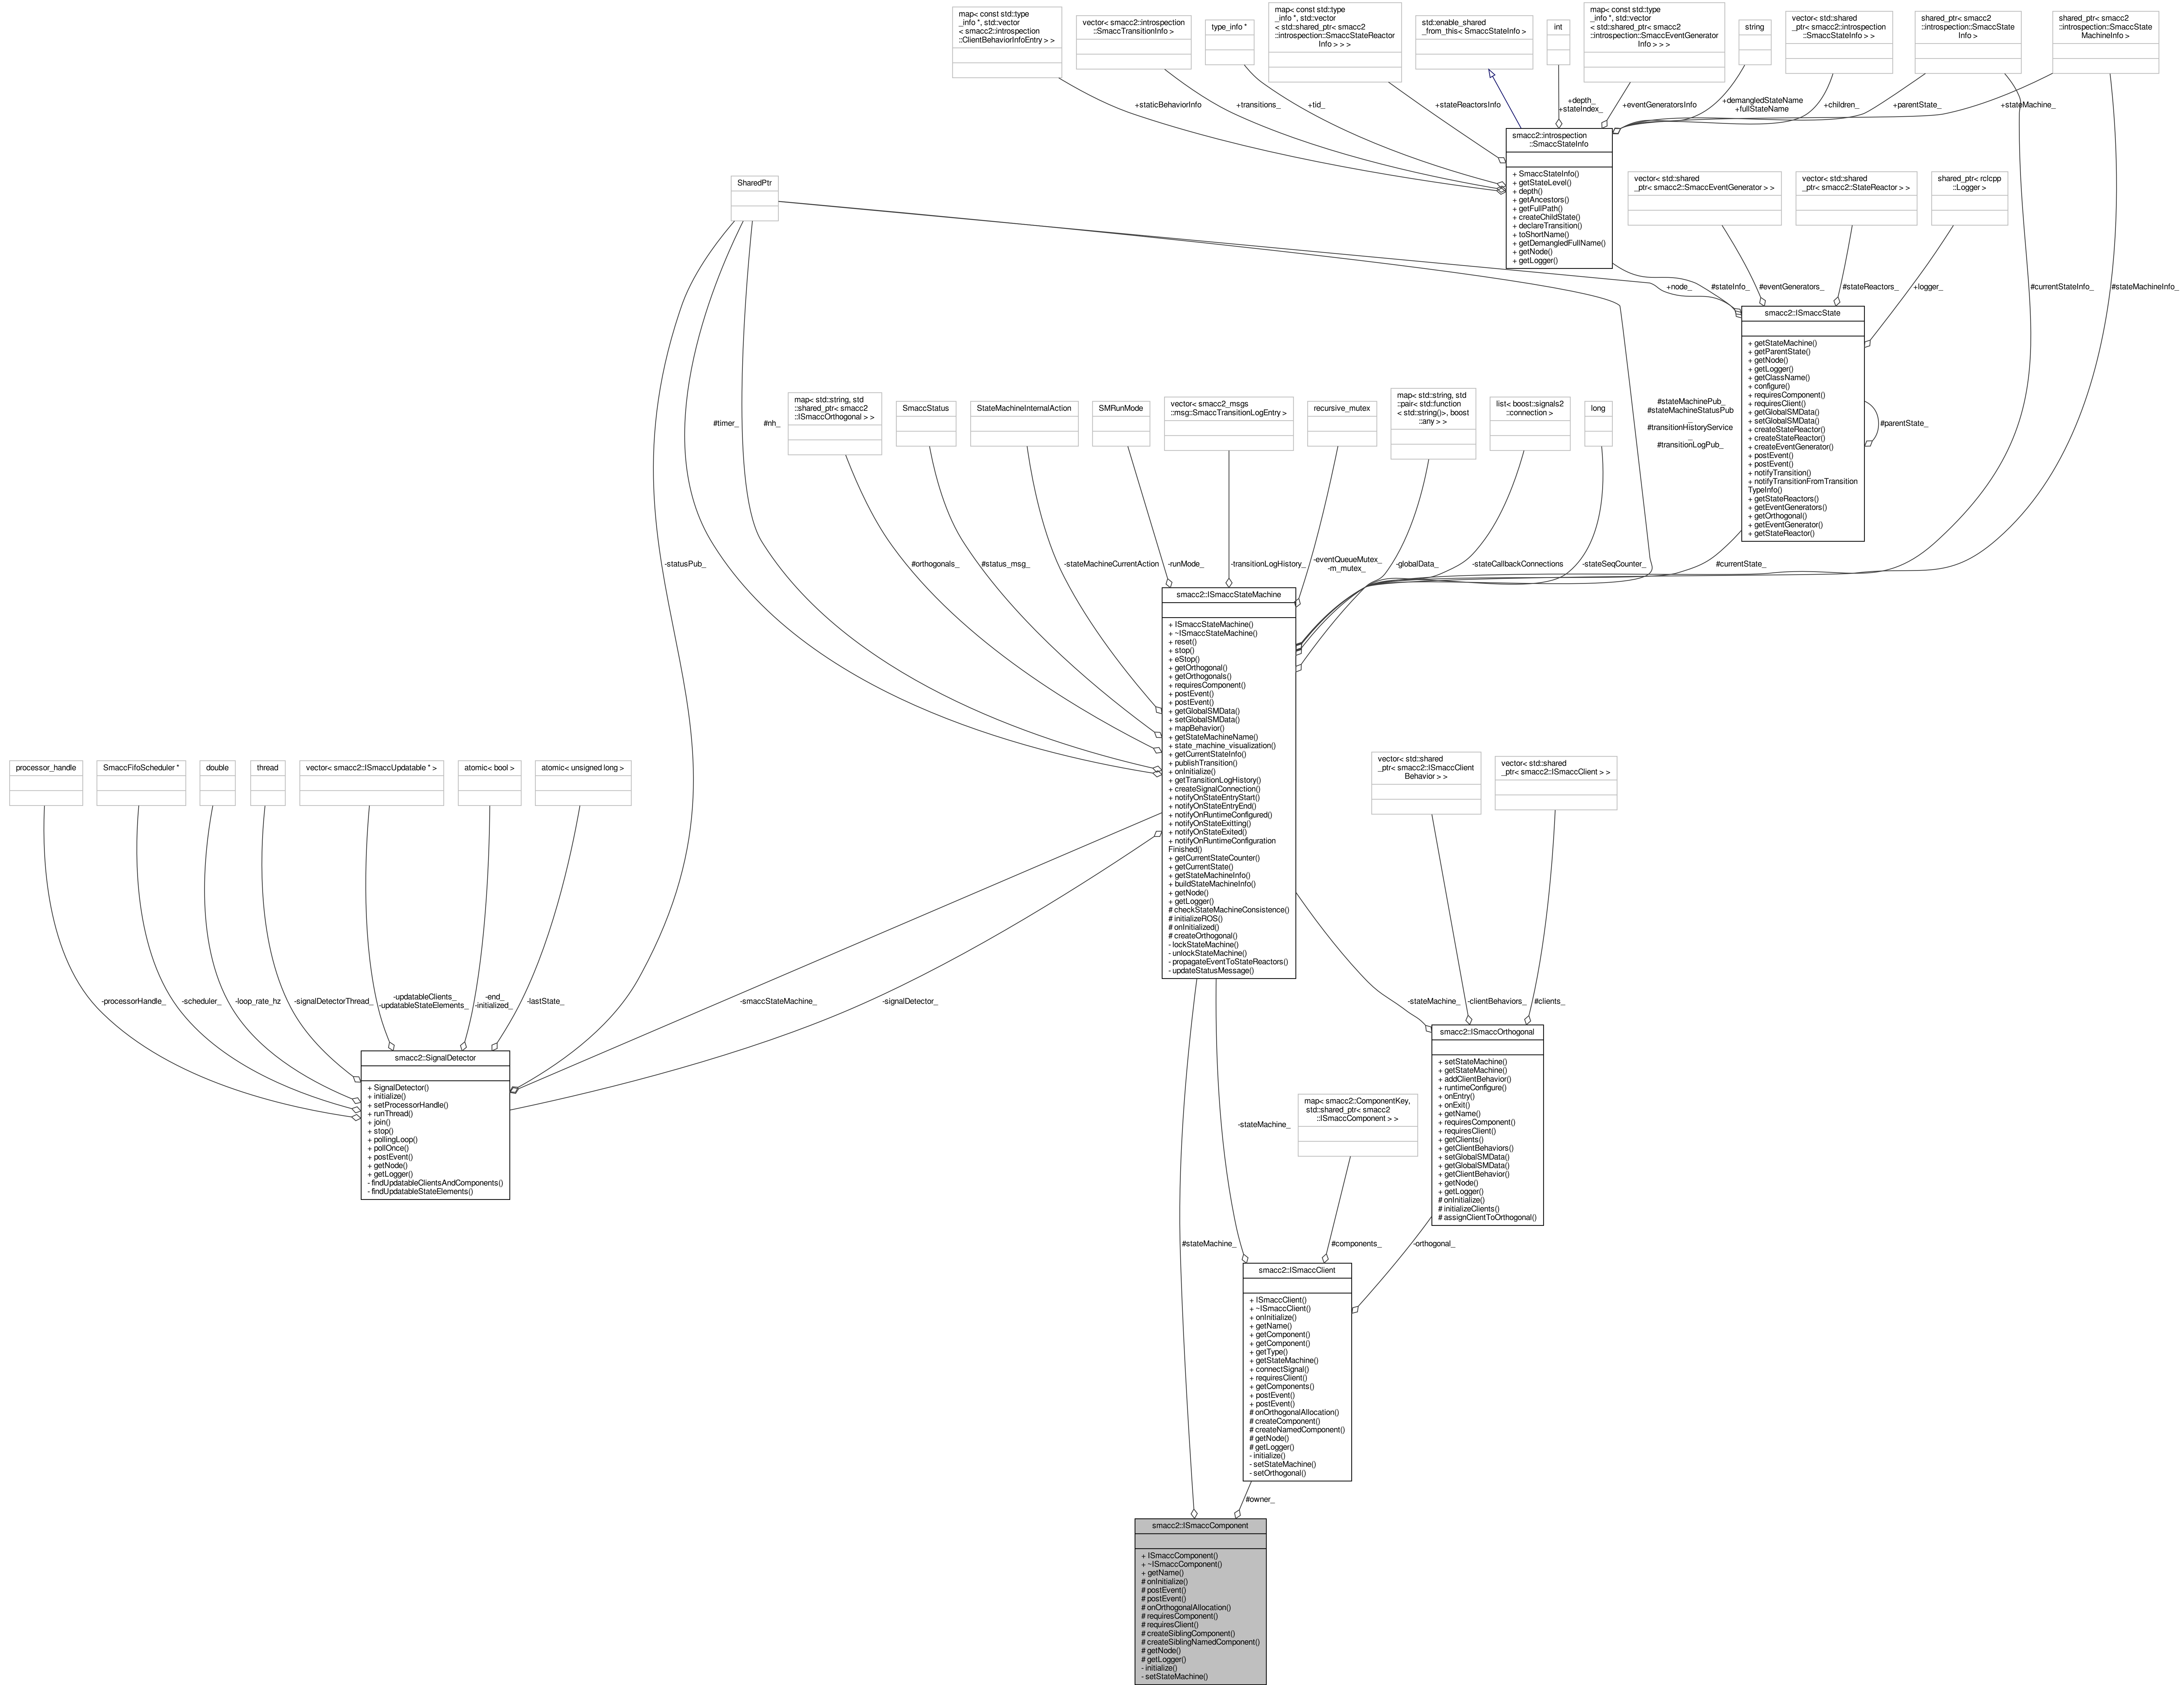 map< const std::type
_info *, std::vector
< smacc2::introspection
::ClientBehaviorInfoEntry > >
vector< smacc2::introspection
::SmaccTransitionInfo >
type_info *
map< const std::type
_info *, std::vector
< std::shared_ptr< smacc2
::introspection::SmaccStateReactor
Info > > >
std::enable_shared
_from_this< SmaccStateInfo >
int
map< const std::type
_info *, std::vector
< std::shared_ptr< smacc2
::introspection::SmaccEventGenerator
Info > > >
string
vector< std::shared
_ptr< smacc2::introspection
::SmaccStateInfo > >
shared_ptr< smacc2
::introspection::SmaccState
Info >
shared_ptr< smacc2
::introspection::SmaccState
MachineInfo >
+staticBehaviorInfo
+transitions_
+tid_
+stateReactorsInfo
+depth_
+stateIndex_
+eventGeneratorsInfo
+demangledStateName
+fullStateName
+children_
+parentState_
+stateMachine_
smacc2::introspection
::SmaccStateInfo
+ SmaccStateInfo()
+ getStateLevel()
+ depth()
+ getAncestors()
+ getFullPath()
+ createChildState()
+ declareTransition()
+ toShortName()
+ getDemangledFullName()
+ getNode()
+ getLogger()
SharedPtr
vector< std::shared
_ptr< smacc2::SmaccEventGenerator > >
vector< std::shared
_ptr< smacc2::StateReactor > >
shared_ptr< rclcpp
::Logger >
+node_
#stateInfo_
#eventGenerators_
#stateReactors_
+logger_
#currentStateInfo_
#stateMachineInfo_
smacc2::ISmaccState
+ getStateMachine()
+ getParentState()
+ getNode()
+ getLogger()
+ getClassName()
+ configure()
+ requiresComponent()
+ requiresClient()
+ getGlobalSMData()
+ setGlobalSMData()
+ createStateReactor()
+ createStateReactor()
+ createEventGenerator()
+ postEvent()
+ postEvent()
+ notifyTransition()
+ notifyTransitionFromTransition
TypeInfo()
+ getStateReactors()
+ getEventGenerators()
+ getOrthogonal()
+ getEventGenerator()
+ getStateReactor()
#parentState_
#timer_
#nh_
map< std::string, std
::shared_ptr< smacc2
::ISmaccOrthogonal > >
SmaccStatus
StateMachineInternalAction
SMRunMode
vector< smacc2_msgs
::msg::SmaccTransitionLogEntry >
recursive_mutex
map< std::string, std
::pair< std::function
< std::string()>, boost
::any > >
list< boost::signals2
::connection >
long
#stateMachinePub_
#stateMachineStatusPub
_
#transitionHistoryService
_
#transitionLogPub_
-statusPub_
#orthogonals_
#status_msg_
-stateMachineCurrentAction
-runMode_
-transitionLogHistory_
-eventQueueMutex_
-m_mutex_
-globalData_
-stateCallbackConnections
-stateSeqCounter_
#currentState_
smacc2::ISmaccStateMachine
+ ISmaccStateMachine()
+ ~ISmaccStateMachine()
+ reset()
+ stop()
+ eStop()
+ getOrthogonal()
+ getOrthogonals()
+ requiresComponent()
+ postEvent()
+ postEvent()
+ getGlobalSMData()
+ setGlobalSMData()
+ mapBehavior()
+ getStateMachineName()
+ state_machine_visualization()
+ getCurrentStateInfo()
+ publishTransition()
+ onInitialize()
+ getTransitionLogHistory()
+ createSignalConnection()
+ notifyOnStateEntryStart()
+ notifyOnStateEntryEnd()
+ notifyOnRuntimeConfigured()
+ notifyOnStateExitting()
+ notifyOnStateExited()
+ notifyOnRuntimeConfiguration
Finished()
+ getCurrentStateCounter()
+ getCurrentState()
+ getStateMachineInfo()
+ buildStateMachineInfo()
+ getNode()
+ getLogger()
# checkStateMachineConsistence()
# initializeROS()
# onInitialized()
# createOrthogonal()
- lockStateMachine()
- unlockStateMachine()
- propagateEventToStateReactors()
- updateStatusMessage()
processor_handle
SmaccFifoScheduler *
double
thread
vector< smacc2::ISmaccUpdatable * >
atomic< bool >
atomic< unsigned long >
vector< std::shared
_ptr< smacc2::ISmaccClient
Behavior > >
vector< std::shared
_ptr< smacc2::ISmaccClient > >
-processorHandle_
-scheduler_
-loop_rate_hz
-signalDetectorThread_
-updatableClients_
-updatableStateElements_
-end_
-initialized_
-lastState_
-smaccStateMachine_
-signalDetector_
-stateMachine_
-clientBehaviors_
#clients_
smacc2::SignalDetector
+ SignalDetector()
+ initialize()
+ setProcessorHandle()
+ runThread()
+ join()
+ stop()
+ pollingLoop()
+ pollOnce()
+ postEvent()
+ getNode()
+ getLogger()
- findUpdatableClientsAndComponents()
- findUpdatableStateElements()
smacc2::ISmaccOrthogonal
+ setStateMachine()
+ getStateMachine()
+ addClientBehavior()
+ runtimeConfigure()
+ onEntry()
+ onExit()
+ getName()
+ requiresComponent()
+ requiresClient()
+ getClients()
+ getClientBehaviors()
+ setGlobalSMData()
+ getGlobalSMData()
+ getClientBehavior()
+ getNode()
+ getLogger()
# onInitialize()
# initializeClients()
# assignClientToOrthogonal()
map< smacc2::ComponentKey,
std::shared_ptr< smacc2
::ISmaccComponent > >
-stateMachine_
#stateMachine_
#components_
-orthogonal_
smacc2::ISmaccClient
+ ISmaccClient()
+ ~ISmaccClient()
+ onInitialize()
+ getName()
+ getComponent()
+ getComponent()
+ getType()
+ getStateMachine()
+ connectSignal()
+ requiresClient()
+ getComponents()
+ postEvent()
+ postEvent()
# onOrthogonalAllocation()
# createComponent()
# createNamedComponent()
# getNode()
# getLogger()
- initialize()
- setStateMachine()
- setOrthogonal()
#owner_
smacc2::ISmaccComponent
+ ISmaccComponent()
+ ~ISmaccComponent()
+ getName()
# onInitialize()
# postEvent()
# postEvent()
# onOrthogonalAllocation()
# requiresComponent()
# requiresClient()
# createSiblingComponent()
# createSiblingNamedComponent()
# getNode()
# getLogger()
- initialize()
- setStateMachine()